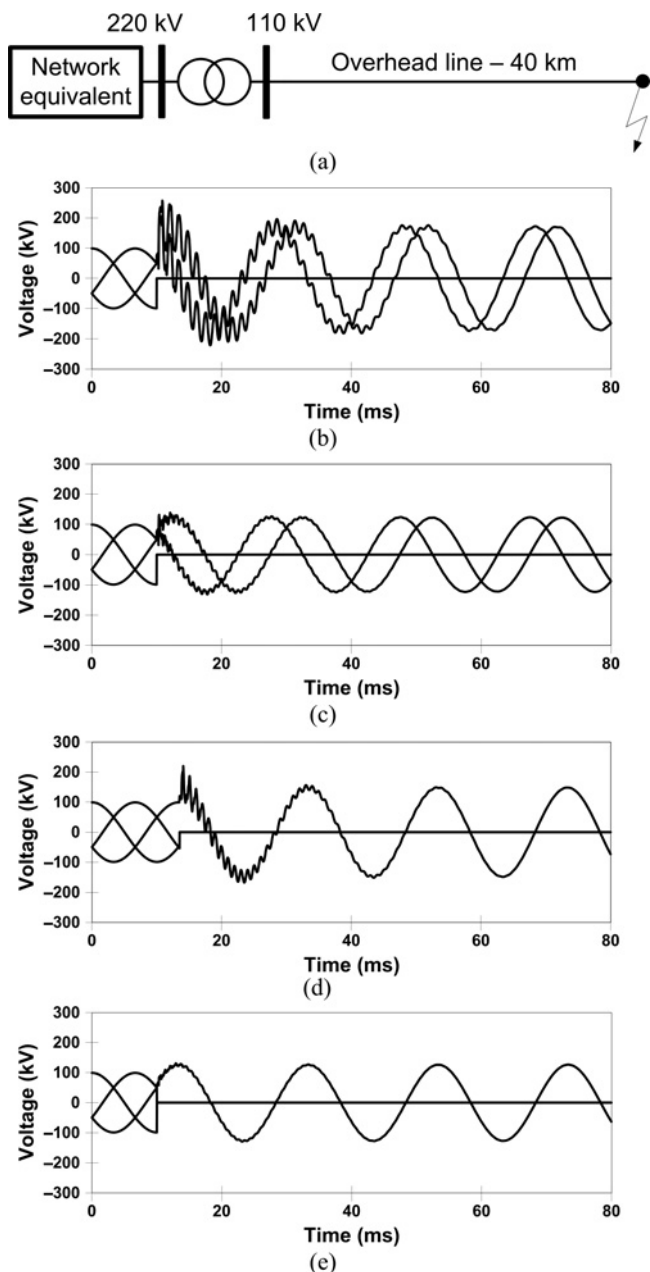 220 kV 110 kV
Network
equivalent
Overhead line – 40 km
(a)
Voltage (kV)
300
200
100
0
–100
–200
–300
0 20 40 60 80
Time (ms)
(b)
Voltage (kV)
300
200
100
0
–100
–200
–300
0 20 40 60 80
Time (ms)
(c)
Voltage (kV)
300
200
100
0
–100
–200
–300
0 20 40 60 80
Time (ms)
(d)
Voltage (kV)
300
200
100
0
–100
–200
–300
0 20 40 60 80
Time (ms)
(e)